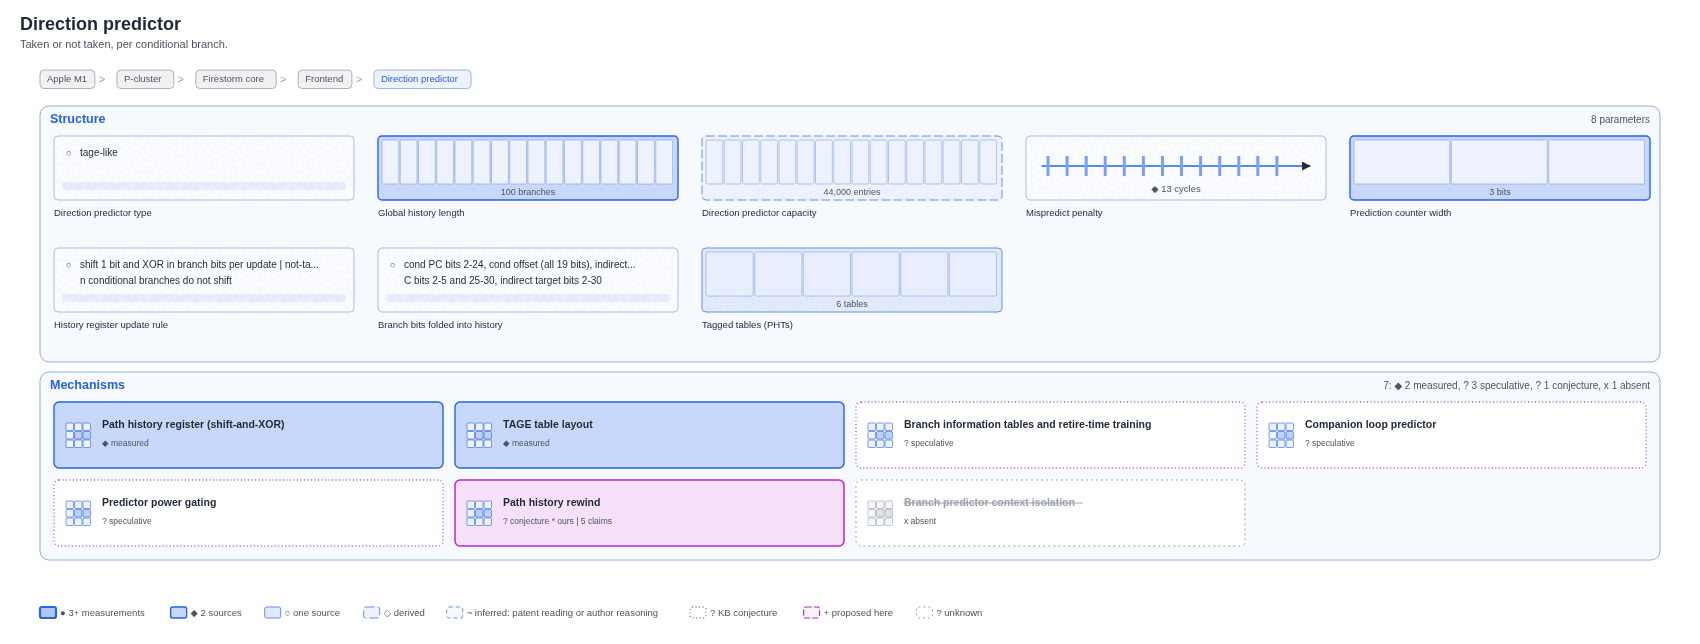 Direction predictor
Taken or not taken, per conditional branch.
Apple M1 > P-cluster > Firestorm core > Frontend > Direction predictor
Structure
8 parameters
○ tage-like
Direction predictor type
100 branches
Global history length
44,000 entries
Direction predictor capacity
◆ 13 cycles
Mispredict penalty
3 bits
Prediction counter width
○ shift 1 bit and XOR in branch bits per update | not-ta...
n conditional branches do not shift
History register update rule
○ cond PC bits 2-24, cond offset (all 19 bits), indirect...
C bits 2-5 and 25-30, indirect target bits 2-30
Branch bits folded into history
6 tables
Tagged tables (PHTs)
Mechanisms
7: ◆ 2 measured, ? 3 speculative, ? 1 conjecture, x 1 absent
Path history register (shift-and-XOR)
◆ measured
TAGE table layout
◆ measured
Branch information tables and retire-time training
? speculative
Companion loop predictor
? speculative
Predictor power gating
? speculative
Path history rewind
? conjecture * ours | 5 claims
Branch predictor context isolation
x absent
● 3+ measurements ◆ 2 sources ○ one source ◇ derived ~ inferred: patent reading or author reasoning ? KB conjecture + proposed here ? unknown